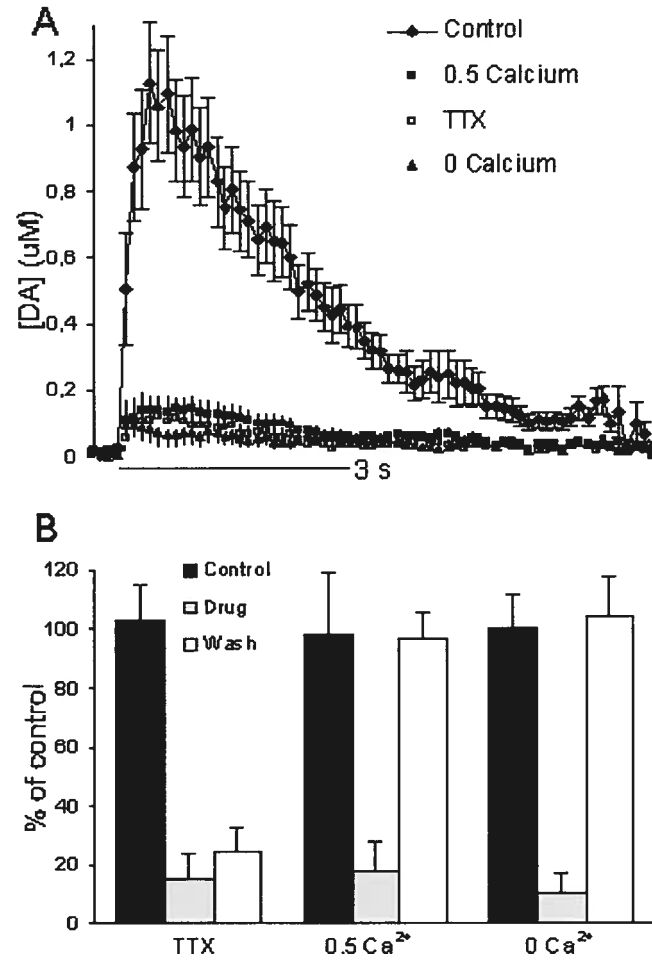 A
Control
0.5 Calcium
TTX
0 Calcium
[DA] (uM)
1,2
1
0,8
0,6
0,4
0,2
0
3 s
B
Control
Drug
Wash
% of control
120
100
80
60
40
20
0
TTX 0,5 Ca²⁺ 0 Ca²⁺